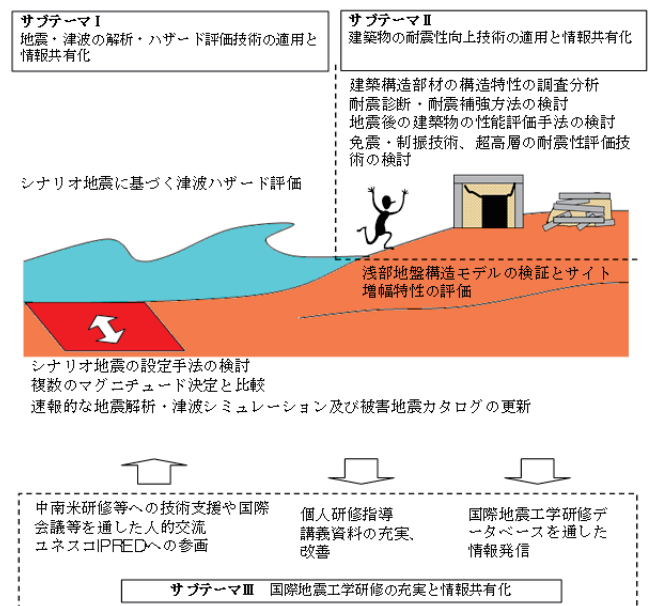 サブテーマⅠ
地震・津波の解析・ハザード評価技術の適用と
情報共有化
サブテーマⅡ
建築物の耐震性向上技術の適用と情報共有化
建築構造部材の構造特性の調査分析
耐震診断・耐震補強方法の検討
地震後の建築物の性能評価手法の検討
免震・制振技術、超高層の耐震性評価技
術の検討
シナリオ地震に基づく津波ハザード評価
浅部地盤構造モデルの検証とサイト
増幅特性の評価
シナリオ地震の設定手法の検討
複数のマグニチュード決定と比較
速報的な地震解析・津波シミュレーション及び被害地震カタログの更新
中南米研修等への技術支援や国際
会議等を通した人的交流
ユネスコIPREDへの参画
個人研修指導
講義資料の充実、
改善
国際地震工学研修デ
ータベースを通した
情報発信
サブテーマⅢ 国際地震工学研修の充実と情報共有化